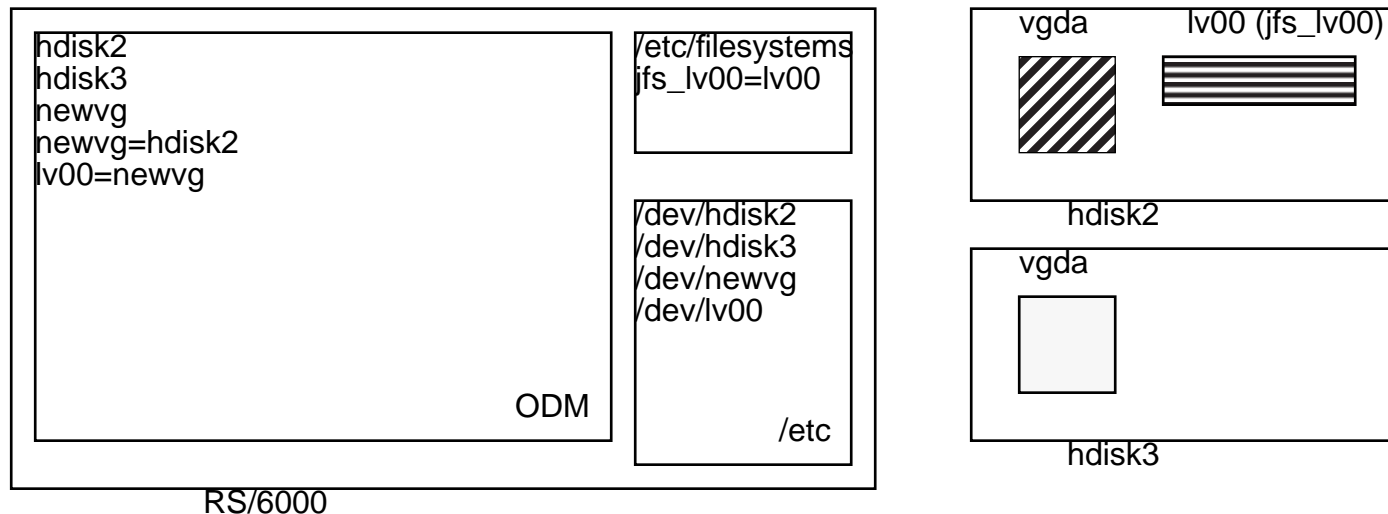 hdisk2
hdisk3
newvg
newvg=hdisk2
lv00=newvg
ODM
/etc/filesystems
jfs_lv00=lv00
/dev/hdisk2
/dev/hdisk3
/dev/newvg
/dev/lv00
/etc
RS/6000
vgda
lv00 (jfs_lv00)
hdisk2
vgda
hdisk3